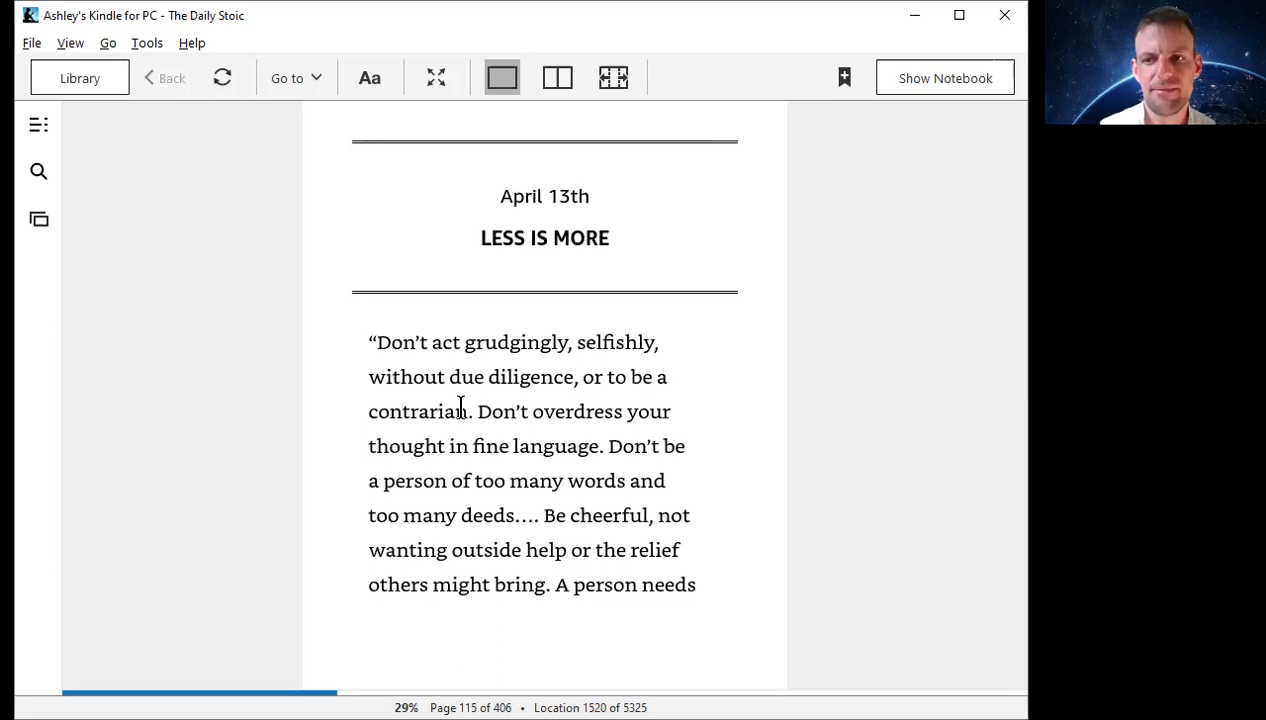 Ashley's Kindle for PC - The Daily Stoic
File View Go Tools Help
Library Back Go to Aa Show Notebook
April 13th
LESS IS MORE
“Don’t act grudgingly, selfishly,
without due diligence, or to be a
contrarian. Don’t overdress your
thought in fine language. Don’t be
a person of too many words and
too many deeds.… Be cheerful, not
wanting outside help or the relief
others might bring. A person needs
29% Page 115 of 406 • Location 1520 of 5325